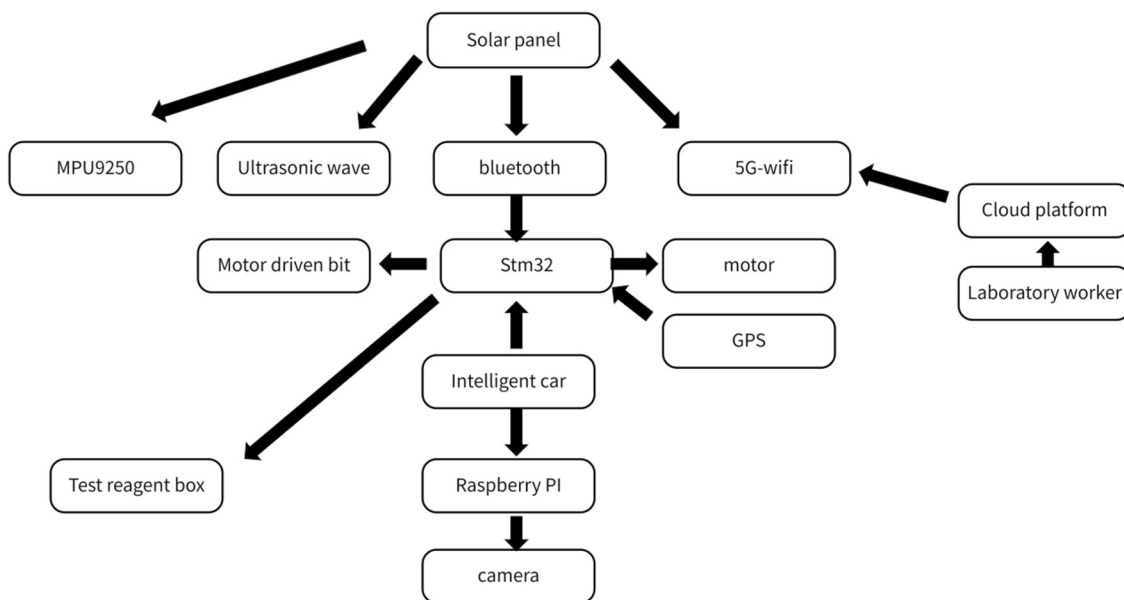 Solar panel
MPU9250
Ultrasonic wave
bluetooth
5G-wifi
Cloud platform
Motor driven bit
Stm32
motor
Laboratory worker
GPS
Intelligent car
Test reagent box
Raspberry PI
camera